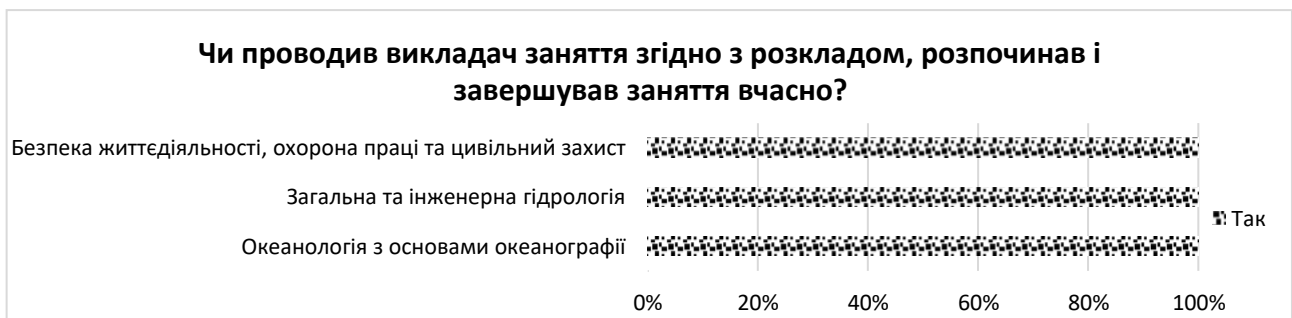 Чи проводив викладач заняття згідно з розкладом, розпочинав і
завершував заняття вчасно?
Безпека життєдіяльності, охорона праці та цивільний захист
Загальна та інженерна гідрологія
Океанологія з основами океанографії
Так
0% 20% 40% 60% 80% 100%